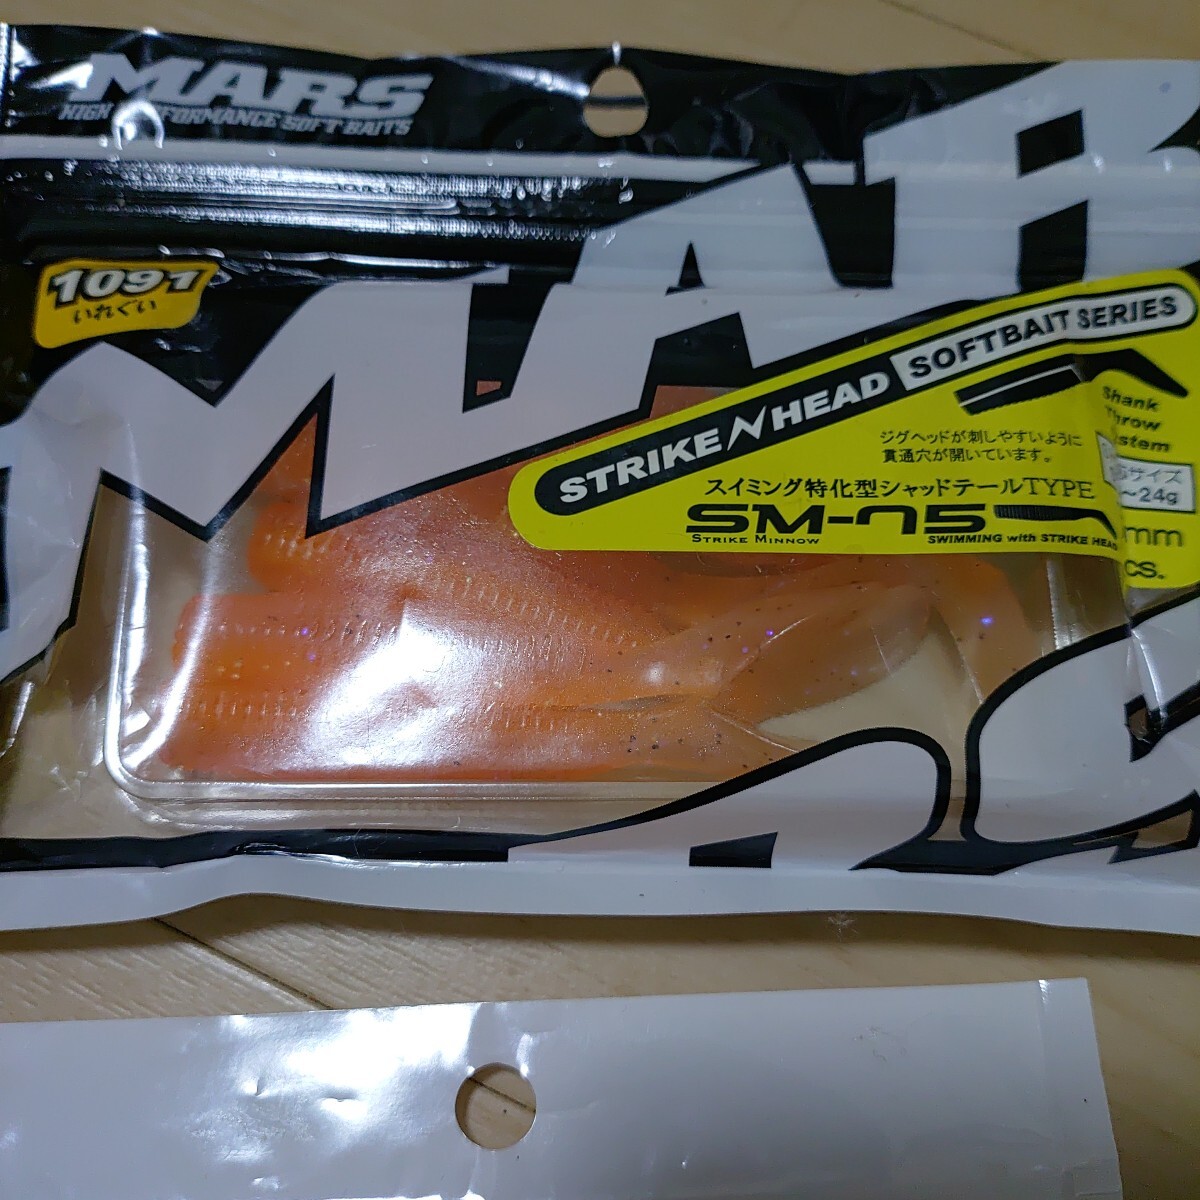 MARS
HIGH PERFORMANCE SOFT BAITS
MAR
1091
いれぐい
STRIKE HEAD SOFTBAIT SERIES
Shank
Throw
System
ジグヘッドが刺しやすいように
貫通穴が開いています。
スイミング特化型シャッドテールTYPE
サイズ
～24g
SM-05
STRIKE MINNOW
SWIMMING with STRIKE HEAD
mm
cs.